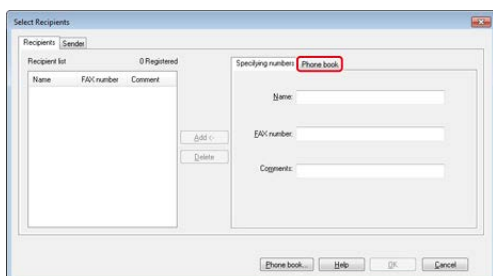 Select Recipients
Recipients Sender
Recipient list 0 Registered
Name FAX number Comment
Add <-
Delete
Specifying numbers Phone book
Name:
FAX number:
Comments:
Phone book... Help OK Cancel